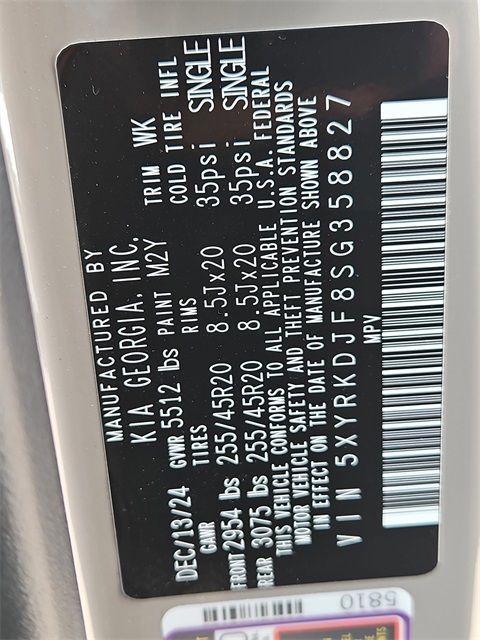 MANUFACTURED BY
KIA GEORGIA, INC.
DEC/13/24 GVWR 5512 lbs PAINT M2Y TRIM WK
GAWR TIRES RIMS COLD TIRE INFL
FRONT 2954 lbs 255/45R20 8.5Jx20 35psi SINGLE
REAR 3075 lbs 255/45R20 8.5Jx20 35psi SINGLE
THIS VEHICLE CONFORMS TO ALL APPLICABLE U.S.A. FEDERAL
MOTOR VEHICLE SAFETY AND THEFT PREVENTION STANDARDS
IN EFFECT ON THE DATE OF MANUFACTURE SHOWN ABOVE
VIN 5XYRKDJF8SG358827
MPV
5810